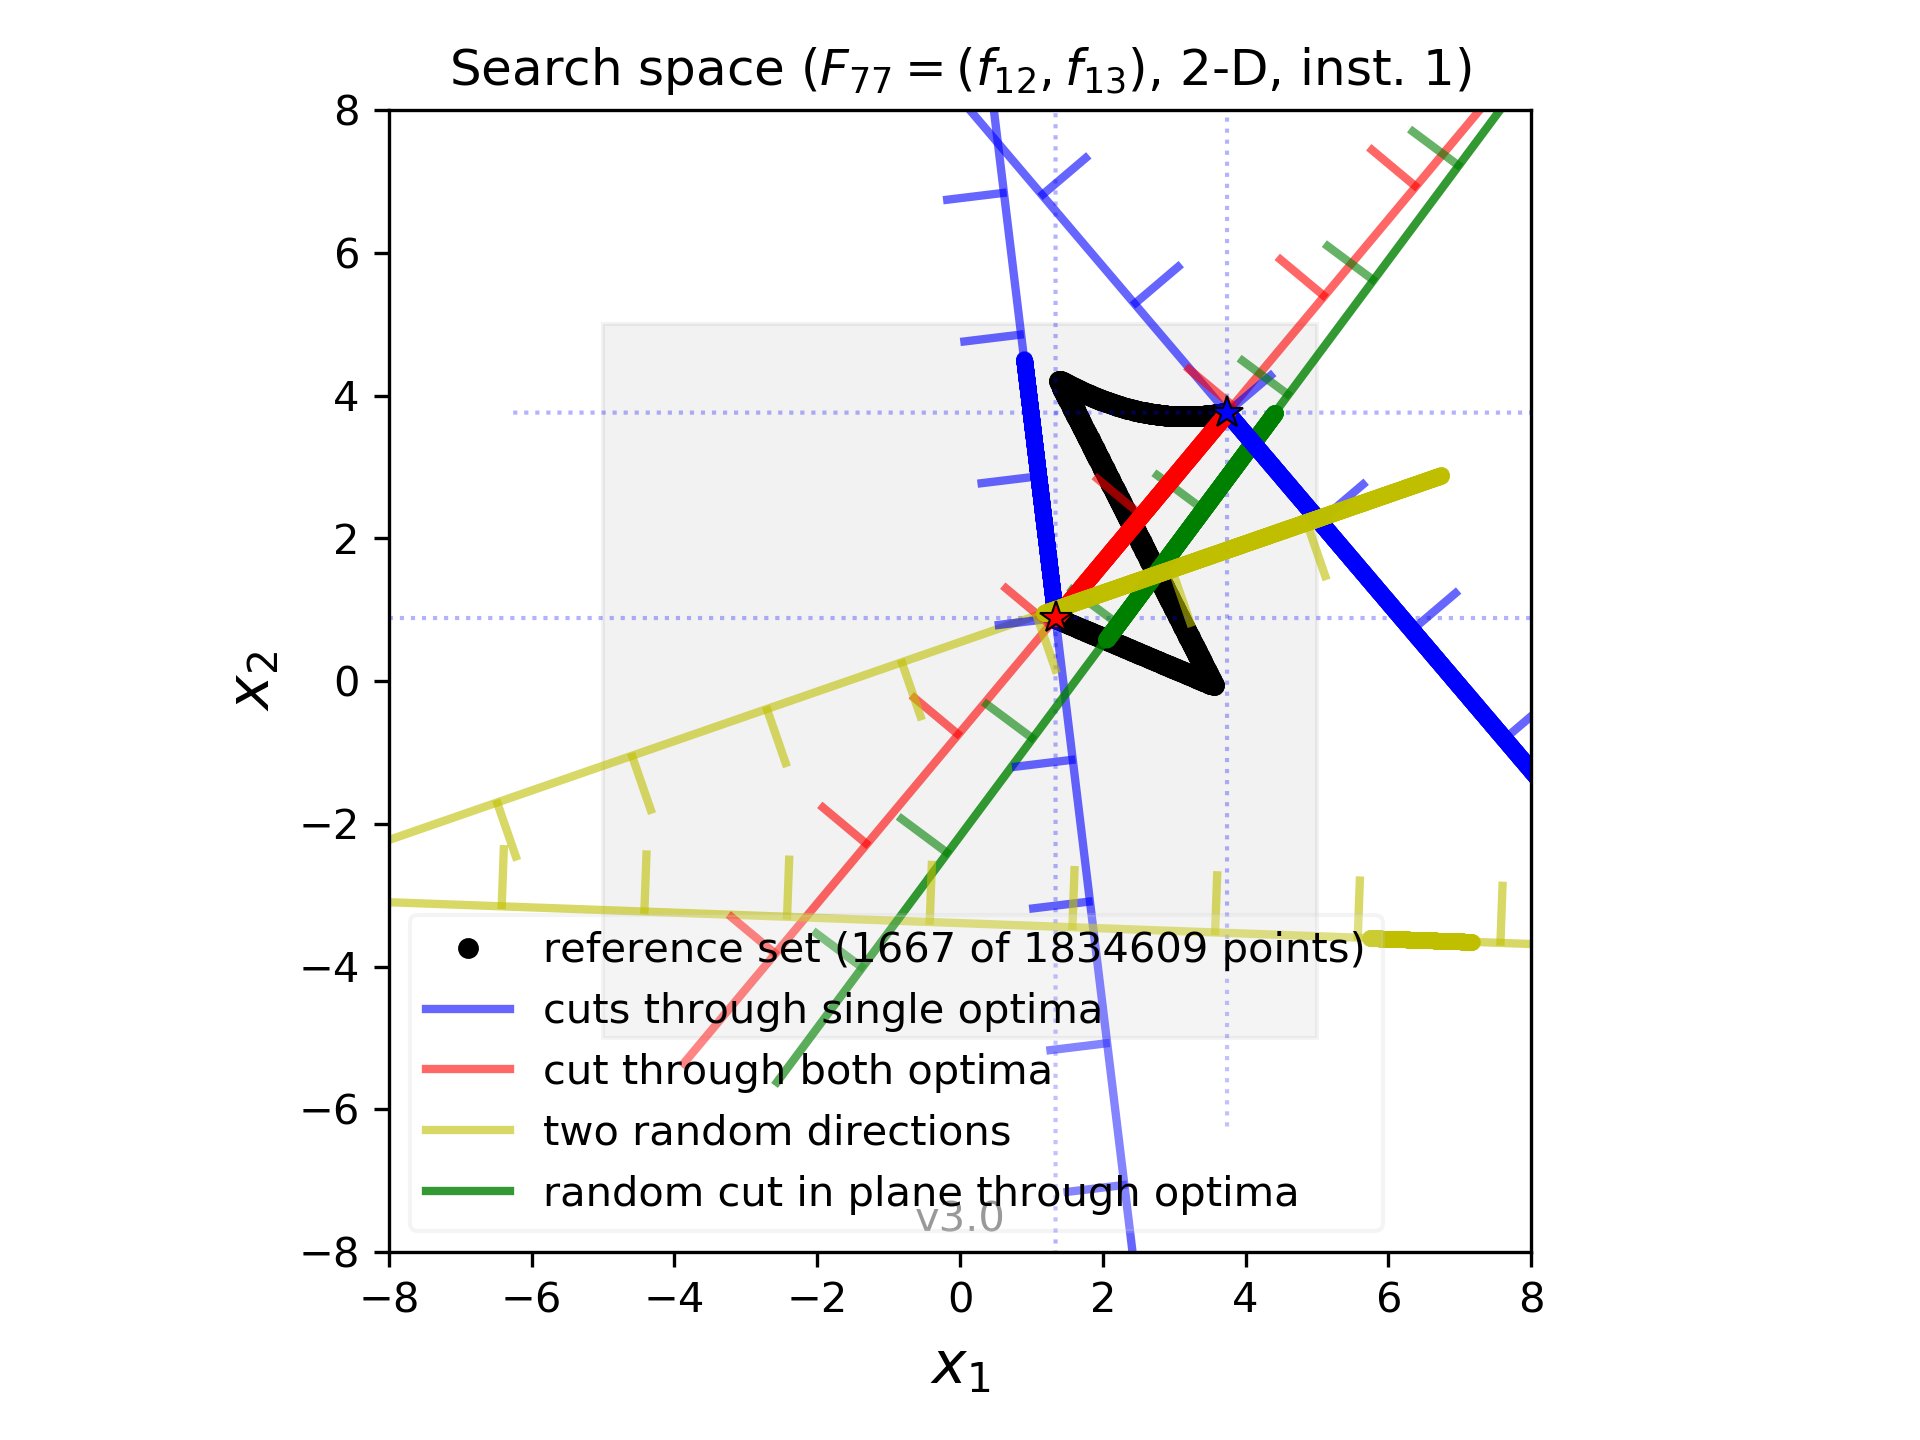 Search space (F77 = (f12, f13), 2-D, inst. 1)
8
6
4
2
0
−2
−4
−6
−8
x2
reference set (1667 of 1834609 points)
cuts through single optima
cut through both optima
two random directions
random cut in plane through optima
v3.0
−8 −6 −4 −2 0 2 4 6 8
x1